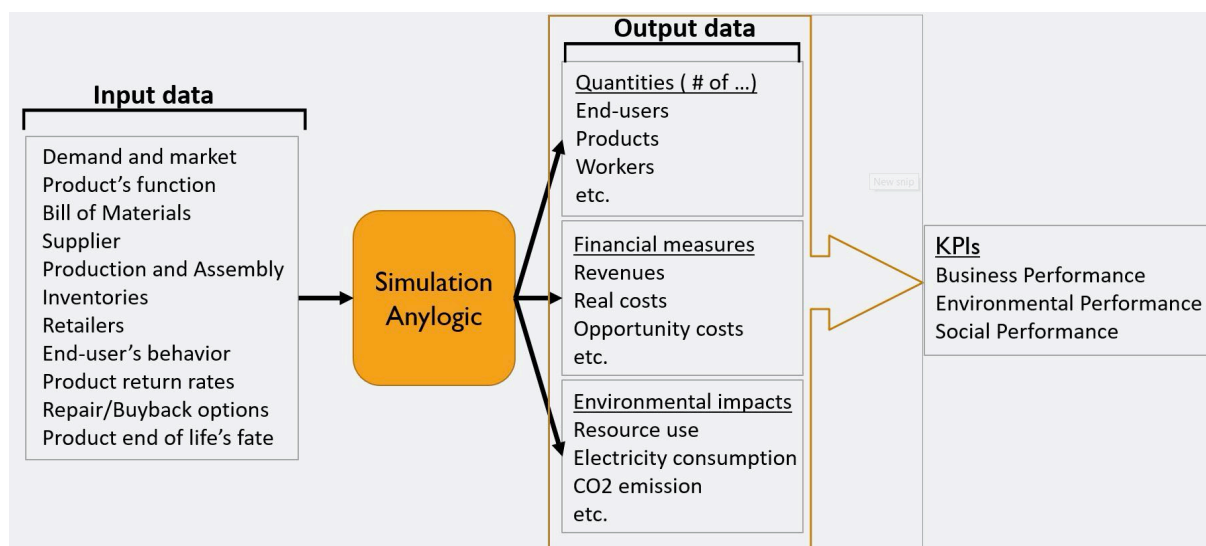 Input data
Demand and market
Product's function
Bill of Materials
Supplier
Production and Assembly
Inventories
Retailers
End-user's behavior
Product return rates
Repair/Buyback options
Product end of life's fate
Simulation
Anylogic
Output data
Quantities ( # of ...)
End-users
Products
Workers
etc.
Financial measures
Revenues
Real costs
Opportunity costs
etc.
Environmental impacts
Resource use
Electricity consumption
CO2 emission
etc.
New snip
KPIs
Business Performance
Environmental Performance
Social Performance